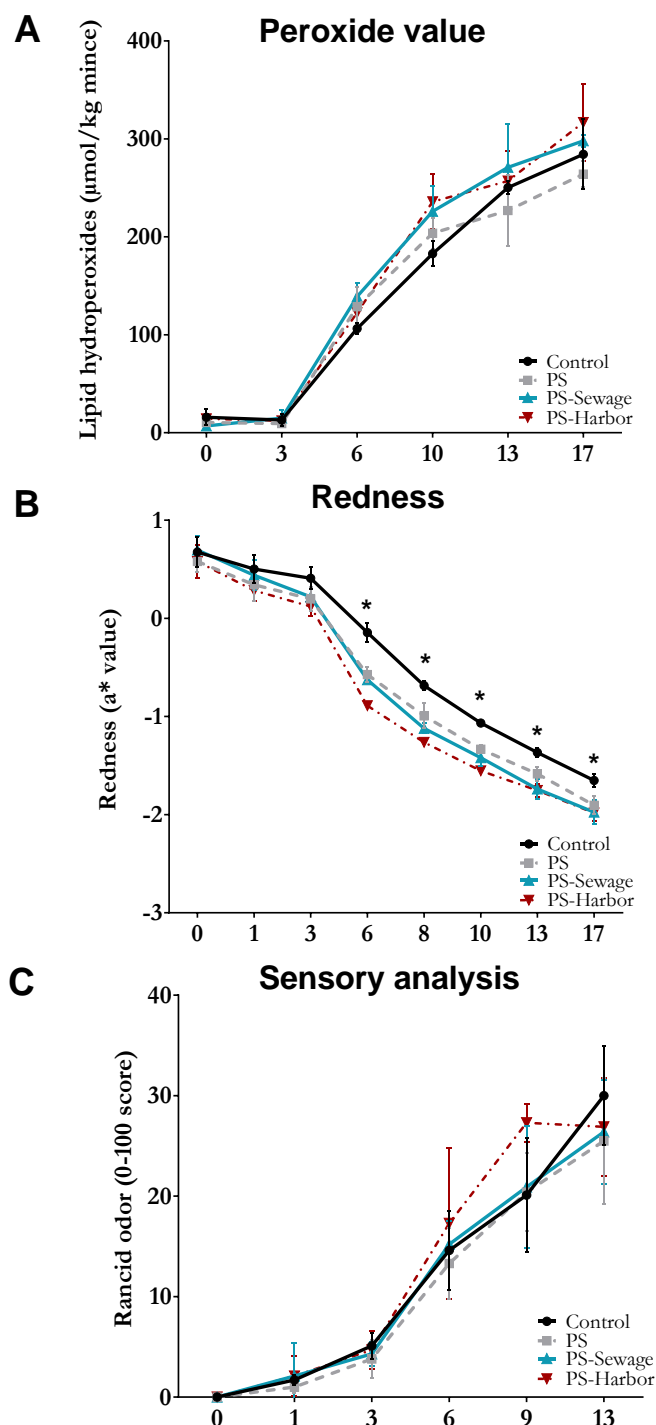 A
Peroxide value
Lipid hydroperoxides (µmol/kg mince)
400
300
200
100
0
Control
PS
PS-Sewage
PS-Harbor
0 3 6 10 13 17
B
Redness
Redness (a* value)
1
0
-1
-2
-3
* * * * *
Control
PS
PS-Sewage
PS-Harbor
0 1 3 6 8 10 13 17
C
Sensory analysis
Rancid odor (0-100 score)
40
30
20
10
0
Control
PS
PS-Sewage
PS-Harbor
0 1 3 6 9 13